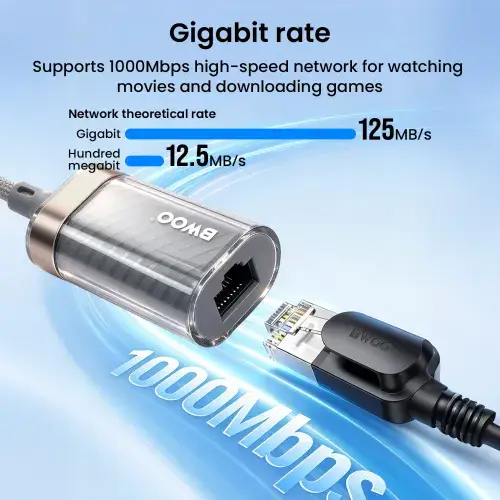 Gigabit rate
Supports 1000Mbps high-speed network for watching
movies and downloading games
Network theoretical rate
Gigabit 125MB/s
Hundred
megabit 12.5MB/s
BWOO
BWOO
1000Mbps